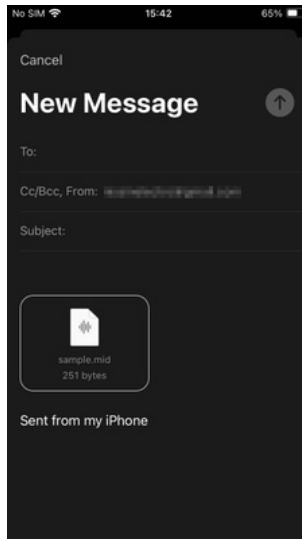 No SIM 15:42 65%
Cancel
New Message
To:
Cc/Bcc, From:
Subject:
sample.mid
251 bytes
Sent from my iPhone